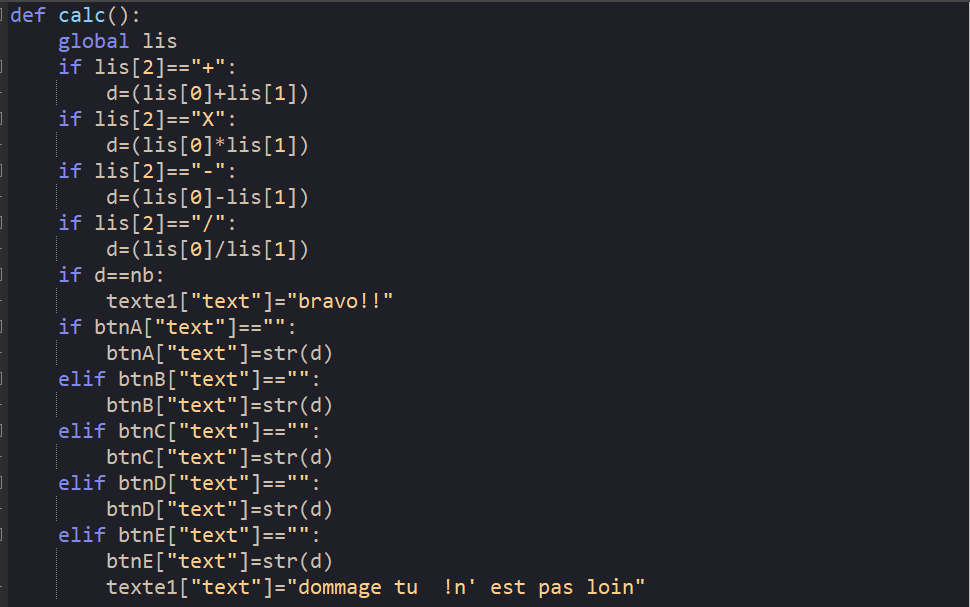 def calc():
    global lis
    if lis[2]=="+":
        d=(lis[0]+lis[1])
    if lis[2]=="X":
        d=(lis[0]*lis[1])
    if lis[2]=="-":
        d=(lis[0]-lis[1])
    if lis[2]=="/":
        d=(lis[0]/lis[1])
    if d==nb:
        texte1["text"]="bravo!!"
    if btnA["text"]=="":
        btnA["text"]=str(d)
    elif btnB["text"]=="":
        btnB["text"]=str(d)
    elif btnC["text"]=="":
        btnC["text"]=str(d)
    elif btnD["text"]=="":
        btnD["text"]=str(d)
    elif btnE["text"]=="":
        btnE["text"]=str(d)
        texte1["text"]="dommage tu  !n' est pas loin"